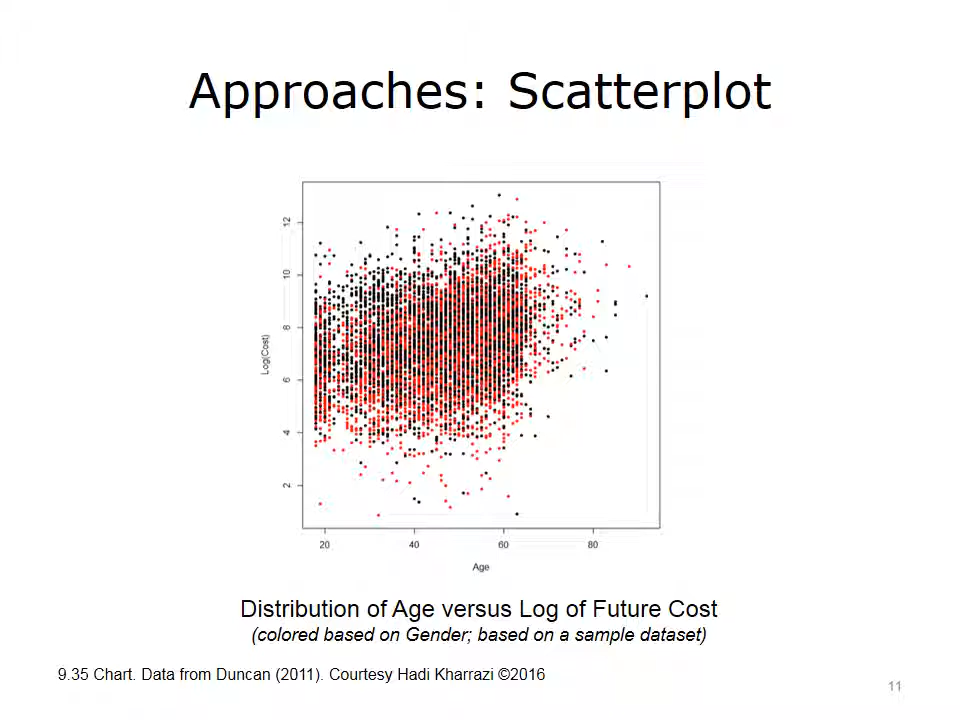 Approaches: Scatterplot
12
10
8
6
4
2
Log(Cost)
20 40 60 80
Age
Distribution of Age versus Log of Future Cost
(colored based on Gender; based on a sample dataset)
9.35 Chart. Data from Duncan (2011). Courtesy Hadi Kharrazi ©2016
11